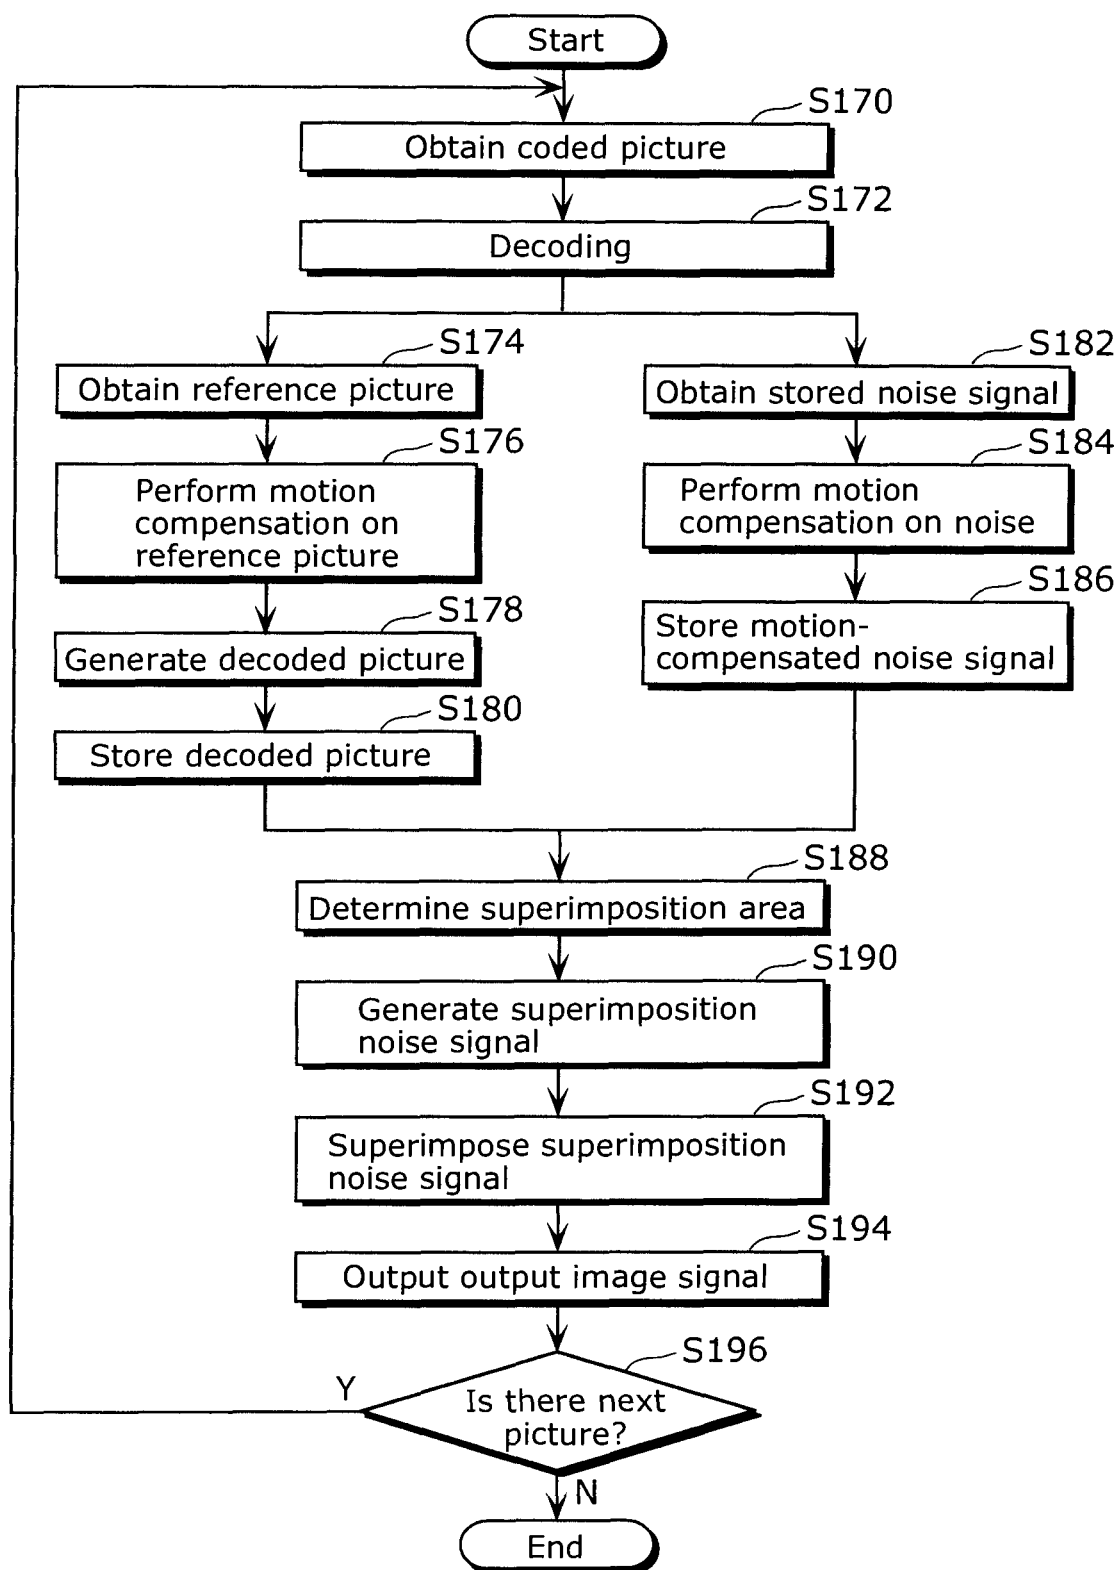 Start
S170
Obtain coded picture
S172
Decoding
S174
Obtain reference picture
S176
Perform motion
compensation on
reference picture
S178
Generate decoded picture
S180
Store decoded picture
S182
Obtain stored noise signal
S184
Perform motion
compensation on noise
S186
Store motion-
compensated noise signal
S188
Determine superimposition area
S190
Generate superimposition
noise signal
S192
Superimpose superimposition
noise signal
S194
Output output image signal
S196
Y
Is there next
picture?
N
End